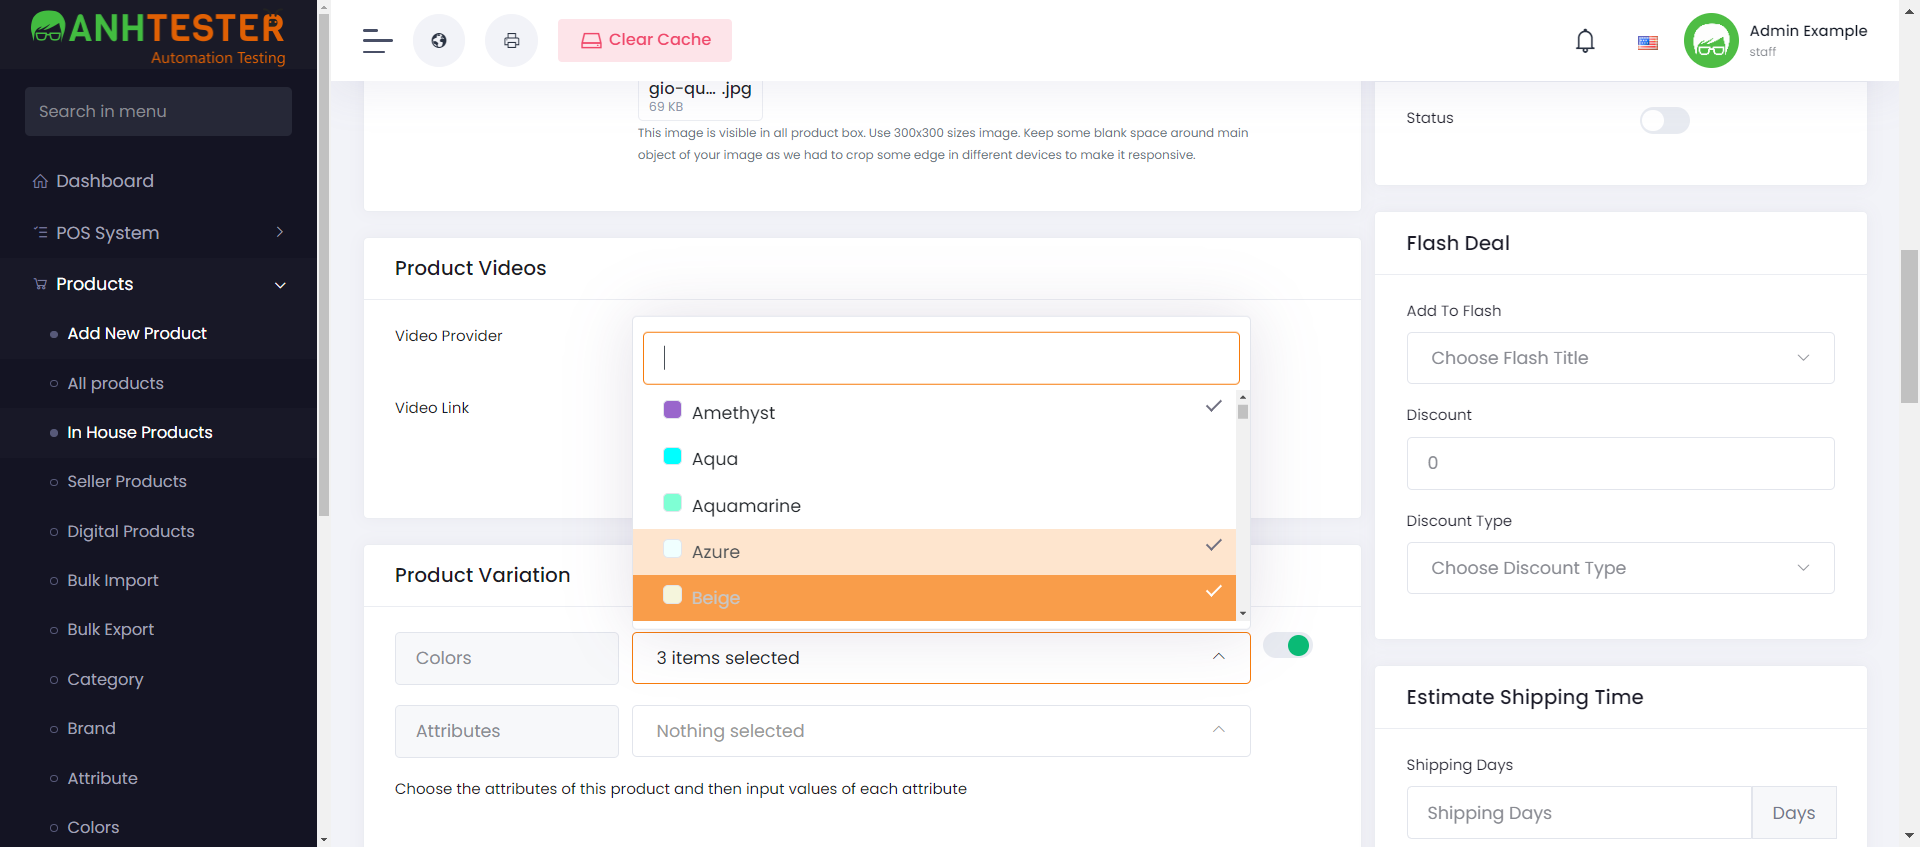 ANHTESTER
Automation Testing
Search in menu
Dashboard
POS System
Products
Add New Product
All products
In House Products
Seller Products
Digital Products
Bulk Import
Bulk Export
Category
Brand
Attribute
Colors
Clear Cache
Admin Example
staff
gio-qu... .jpg
69 KB
This image is visible in all product box. Use 300x300 sizes image. Keep some blank space around main
object of your image as we had to crop some edge in different devices to make it responsive.
Product Videos
Video Provider
Video Link
Amethyst
Aqua
Aquamarine
Azure
Beige
Product Variation
Colors
3 items selected
Attributes
Nothing selected
Choose the attributes of this product and then input values of each attribute
Status
Flash Deal
Add To Flash
Choose Flash Title
Discount
0
Discount Type
Choose Discount Type
Estimate Shipping Time
Shipping Days
Shipping Days
Days